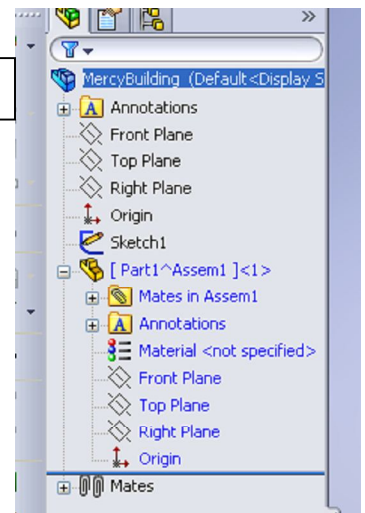 »
MercyBuilding (Default<Display S
Annotations
Front Plane
Top Plane
Right Plane
Origin
Sketch1
[ Part1^Assem1 ]<1>
Mates in Assem1
Annotations
Material <not specified>
Front Plane
Top Plane
Right Plane
Origin
Mates